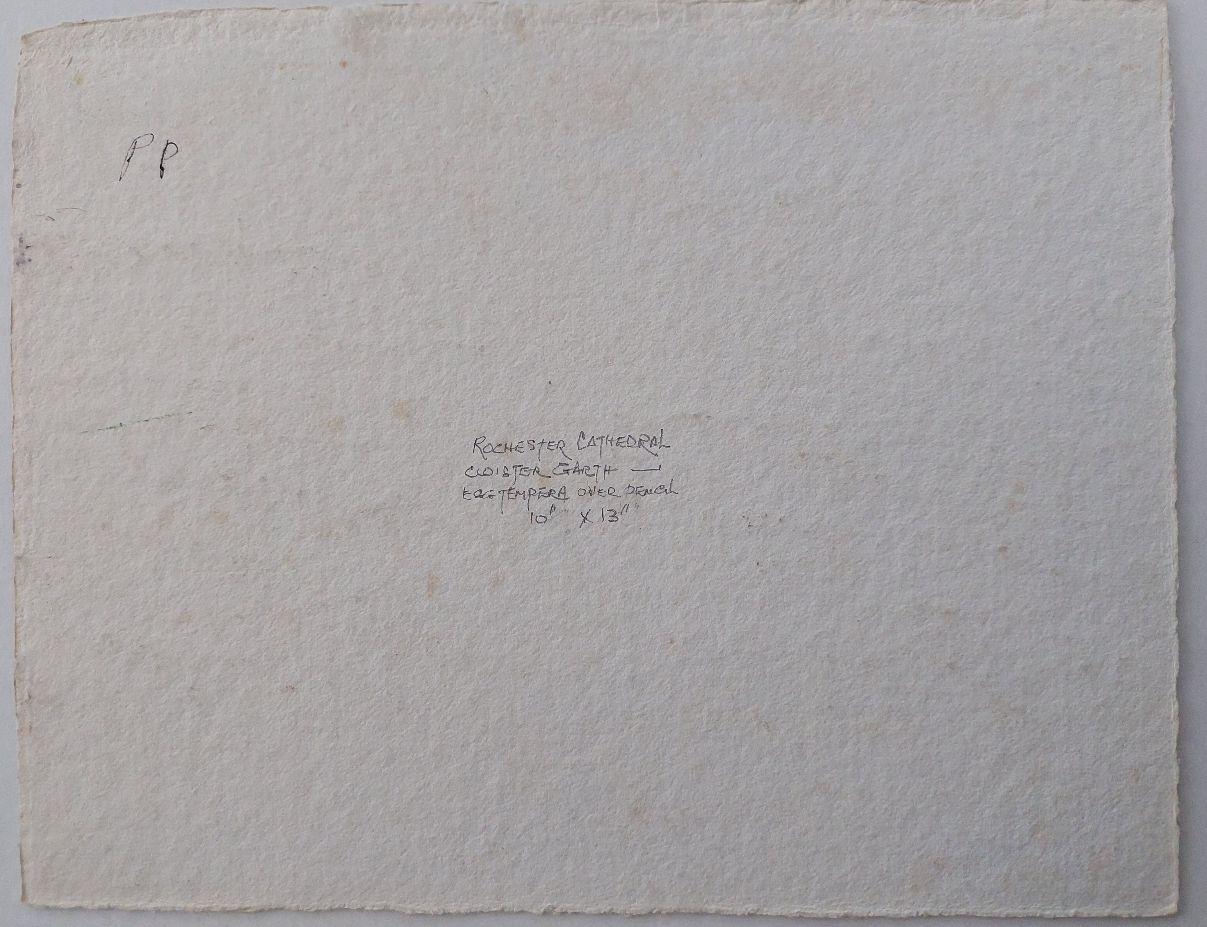 PP
ROCHESTER CATHEDRAL
CLOISTER GARTH —
EGG TEMPERA OVER PENCIL
10" X 13"